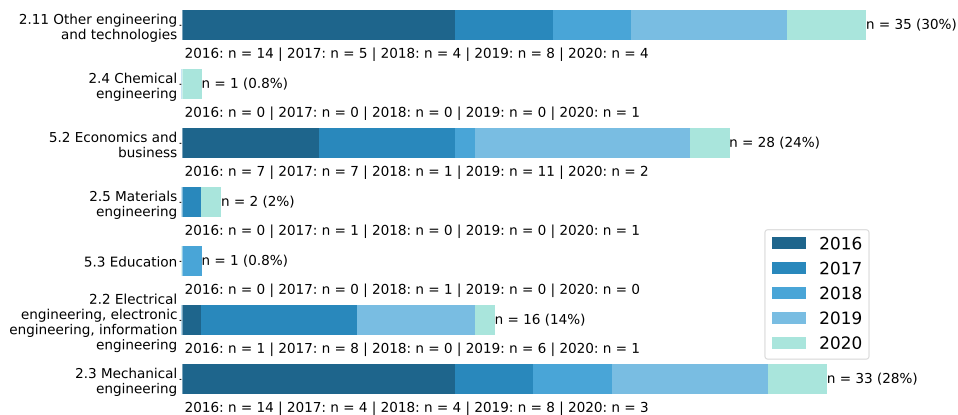 2.11 Other engineering
and technologies
n = 35 (30%)
2016: n = 14 | 2017: n = 5 | 2018: n = 4 | 2019: n = 8 | 2020: n = 4
2.4 Chemical
engineering
n = 1 (0.8%)
2016: n = 0 | 2017: n = 0 | 2018: n = 0 | 2019: n = 0 | 2020: n = 1
5.2 Economics and
business
n = 28 (24%)
2016: n = 7 | 2017: n = 7 | 2018: n = 1 | 2019: n = 11 | 2020: n = 2
2.5 Materials
engineering
n = 2 (2%)
2016: n = 0 | 2017: n = 1 | 2018: n = 0 | 2019: n = 0 | 2020: n = 1
5.3 Education
n = 1 (0.8%)
2016: n = 0 | 2017: n = 0 | 2018: n = 1 | 2019: n = 0 | 2020: n = 0
2.2 Electrical
engineering, electronic
engineering, information
engineering
n = 16 (14%)
2016: n = 1 | 2017: n = 8 | 2018: n = 0 | 2019: n = 6 | 2020: n = 1
2.3 Mechanical
engineering
n = 33 (28%)
2016: n = 14 | 2017: n = 4 | 2018: n = 4 | 2019: n = 8 | 2020: n = 3
2016
2017
2018
2019
2020